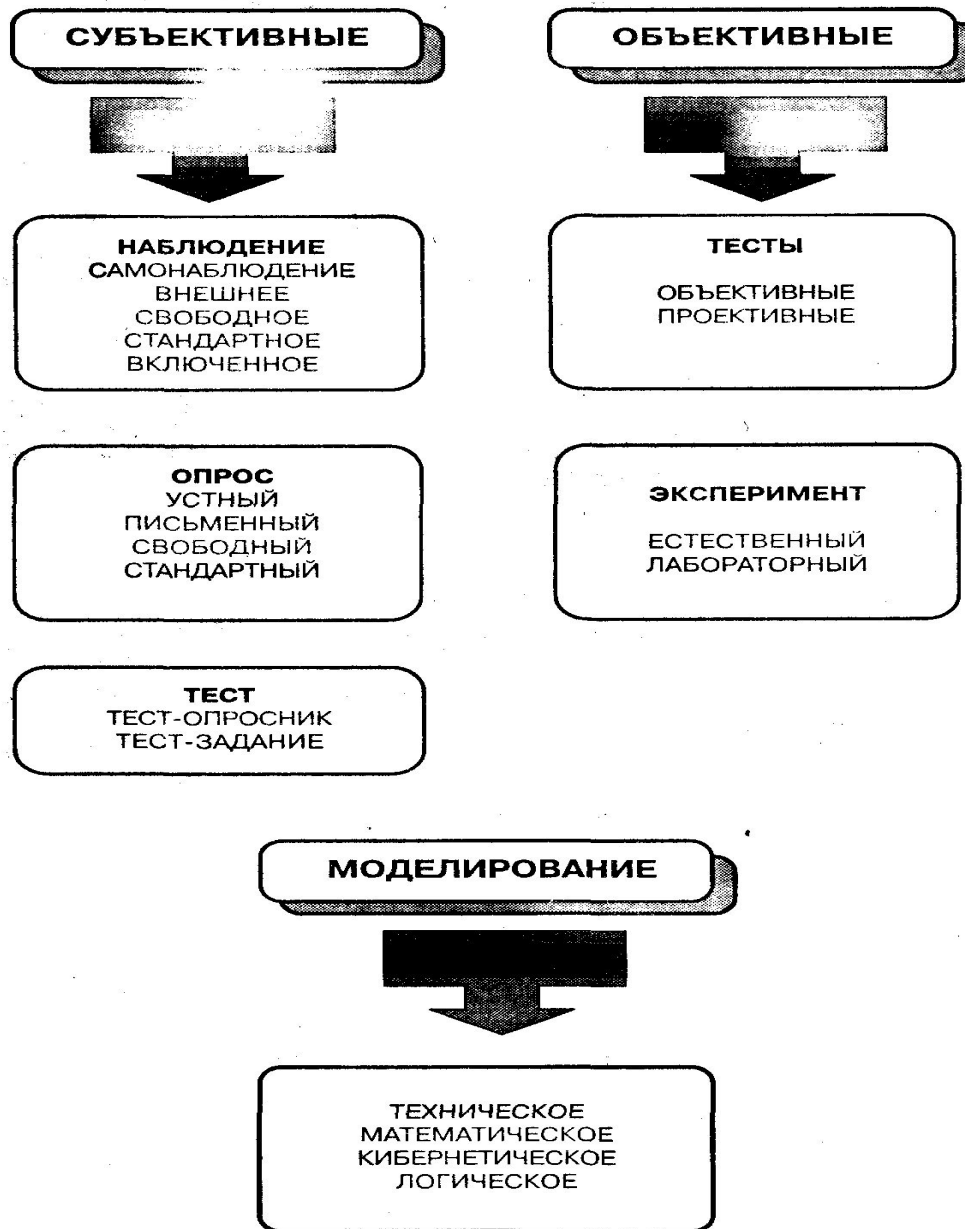 СУБЪЕКТИВНЫЕ
НАБЛЮДЕНИЕ
САМОНАБЛЮДЕНИЕ
ВНЕШНЕЕ
СВОБОДНОЕ
СТАНДАРТНОЕ
ВКЛЮЧЕННОЕ
ОПРОС
УСТНЫЙ
ПИСЬМЕННЫЙ
СВОБОДНЫЙ
СТАНДАРТНЫЙ
ТЕСТ
ТЕСТ-ОПРОСНИК
ТЕСТ-ЗАДАНИЕ
ОБЪЕКТИВНЫЕ
ТЕСТЫ
ОБЪЕКТИВНЫЕ
ПРОЕКТИВНЫЕ
ЭКСПЕРИМЕНТ
ЕСТЕСТВЕННЫЙ
ЛАБОРАТОРНЫЙ
МОДЕЛИРОВАНИЕ
ТЕХНИЧЕСКОЕ
МАТЕМАТИЧЕСКОЕ
КИБЕРНЕТИЧЕСКОЕ
ЛОГИЧЕСКОЕ